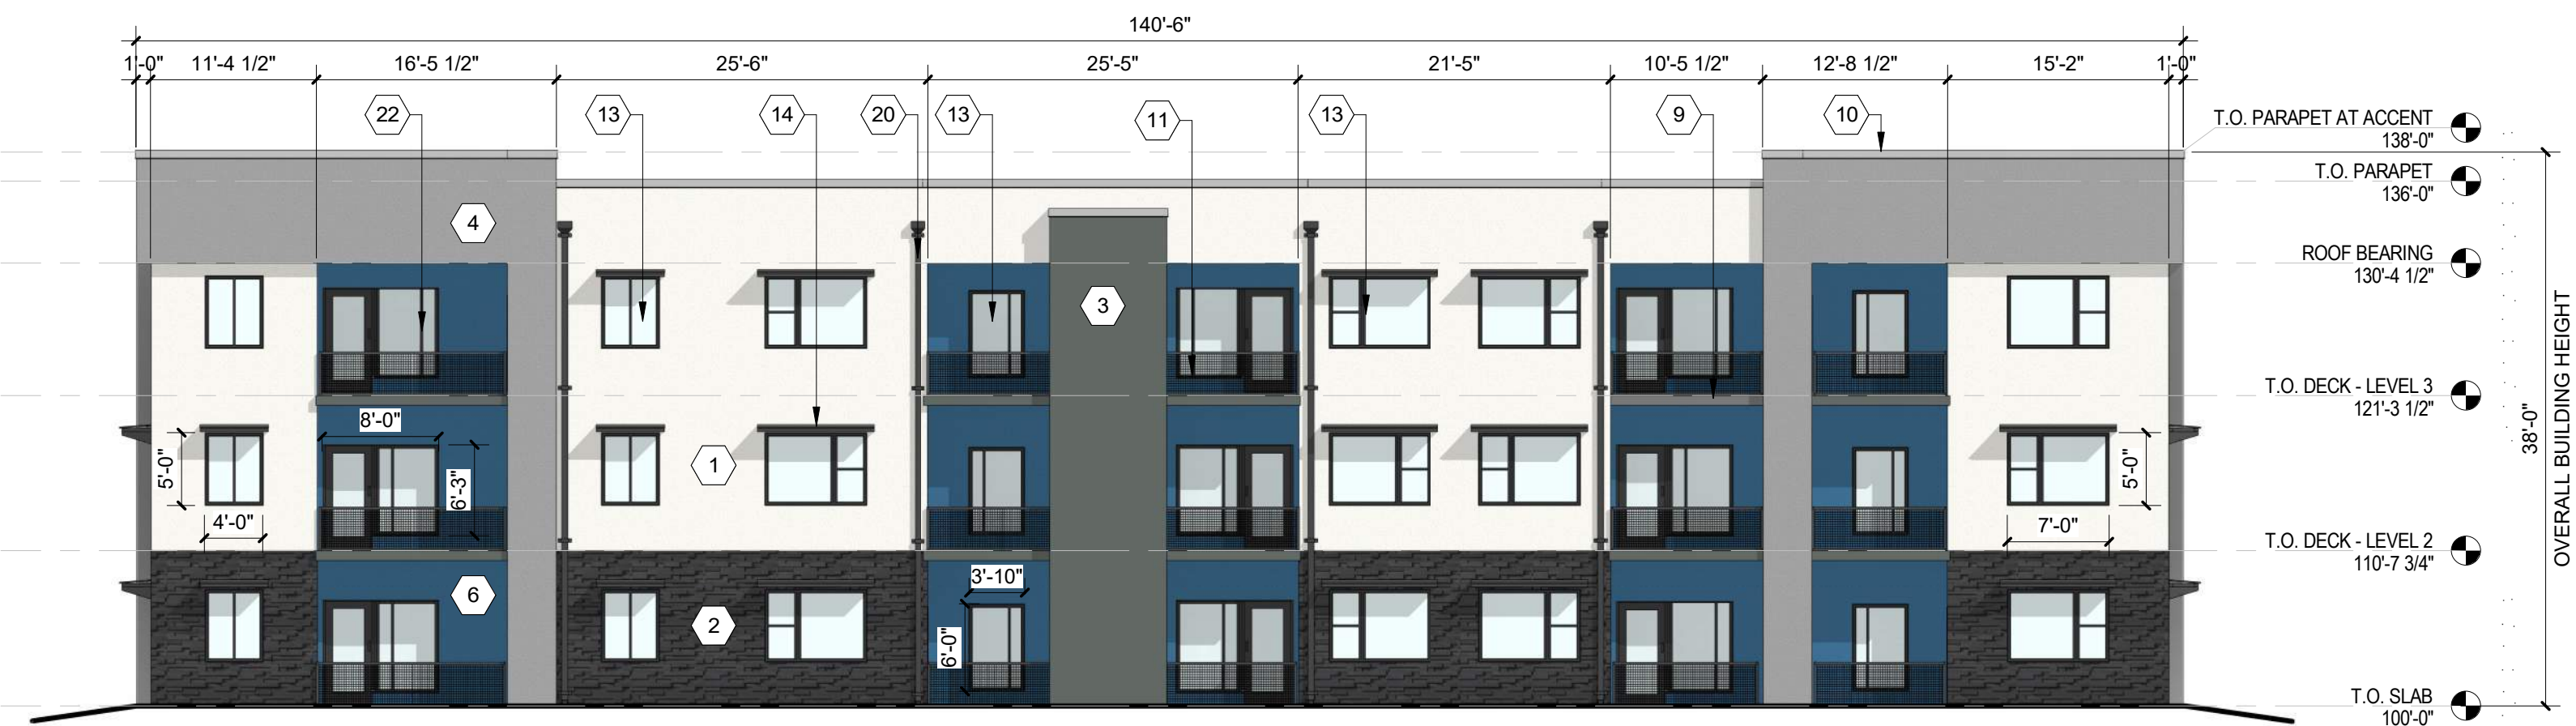 140'-6"
1'-0" 11'-4 1/2" 16'-5 1/2" 25'-6" 25'-5" 21'-5" 10'-5 1/2" 12'-8 1/2" 15'-2" 1'-0"
22 13 14 20 13 11 13 9 10
T.O. PARAPET AT ACCENT
138'-0"
T.O. PARAPET
136'-0"
4
ROOF BEARING
130'-4 1/2"
3
T.O. DECK - LEVEL 3
121'-3 1/2"
8'-0"
38'-0"
OVERALL BUILDING HEIGHT
5'-0" 6'-3" 1 5'-0"
4'-0" 7'-0"
T.O. DECK - LEVEL 2
110'-7 3/4"
3'-10"
6 2 6'-0"
T.O. SLAB
100'-0"